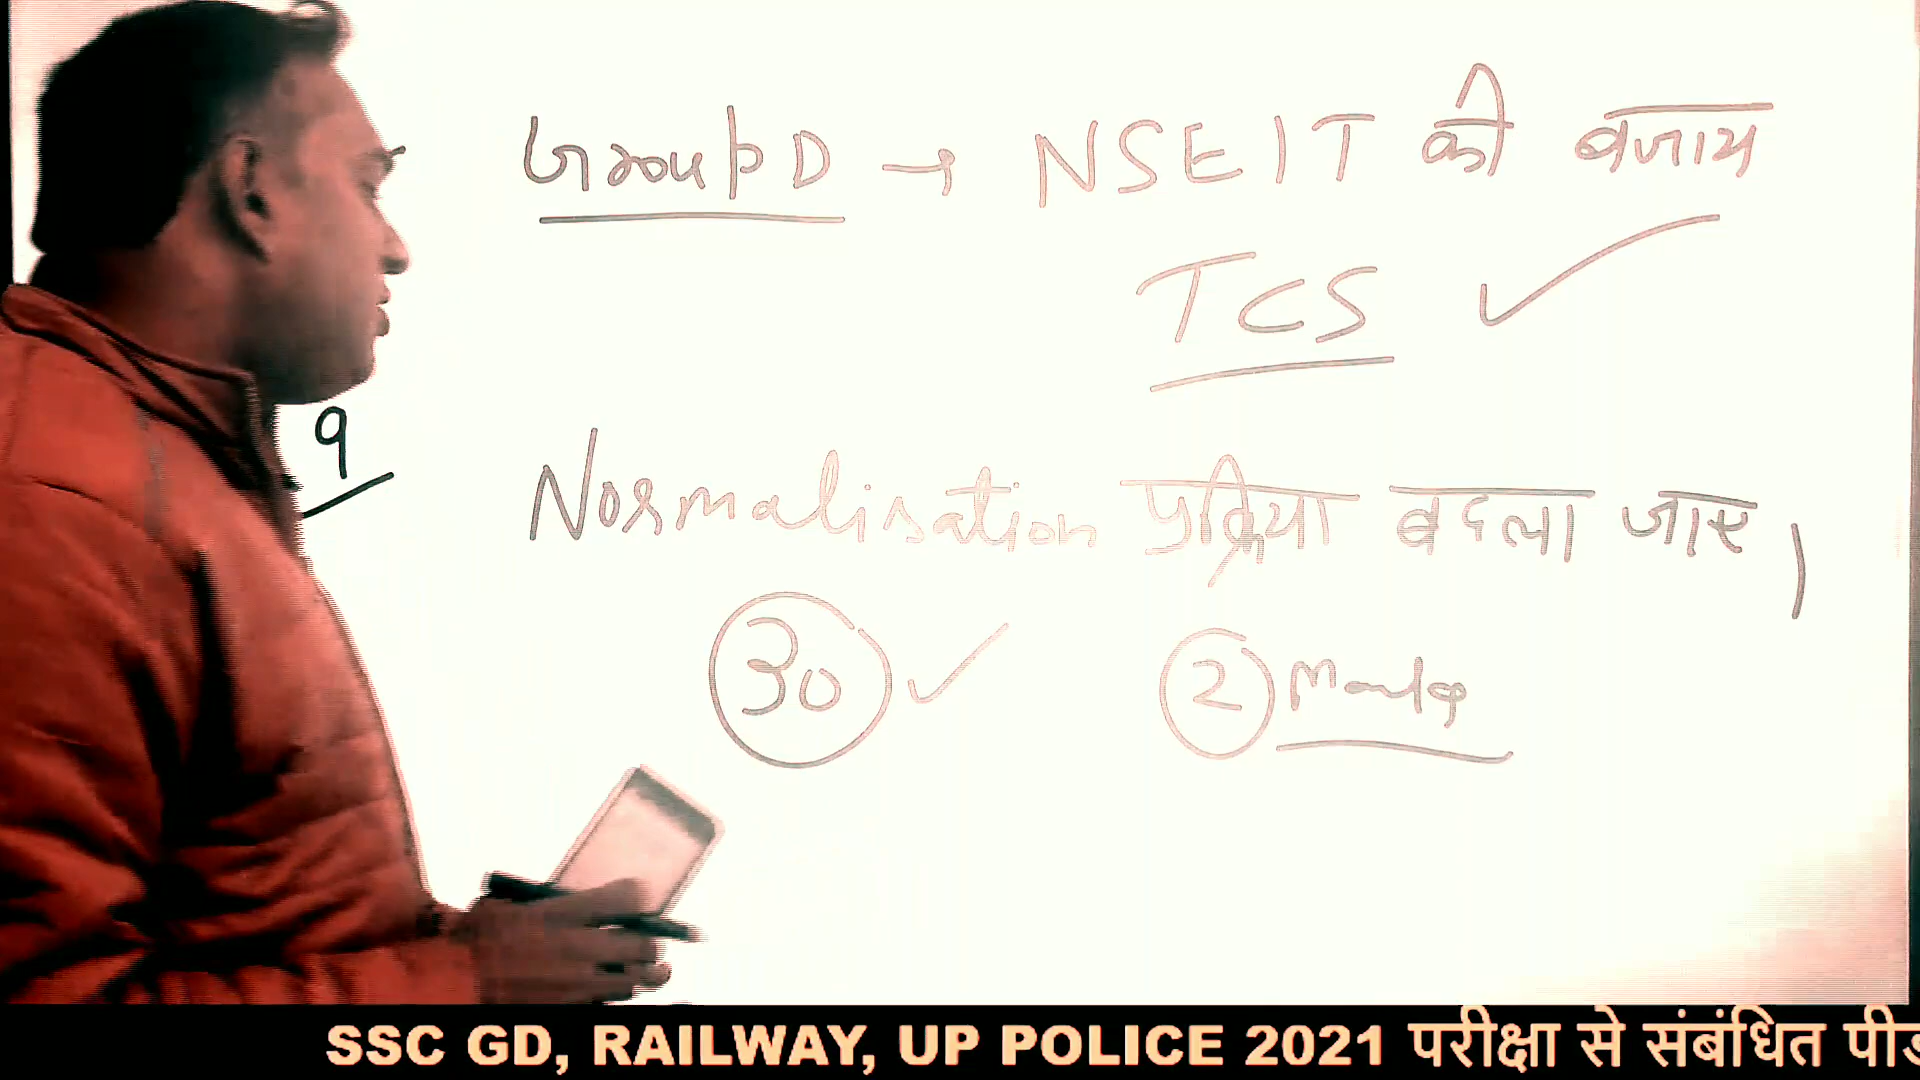 Group D → NSEIT की बजाय
TCS ✓
9
Normalisation प्रक्रिया बदला जाए।
30 ✓ 2 Marks
SSC GD, RAILWAY, UP POLICE 2021 परीक्षा से संबंधित